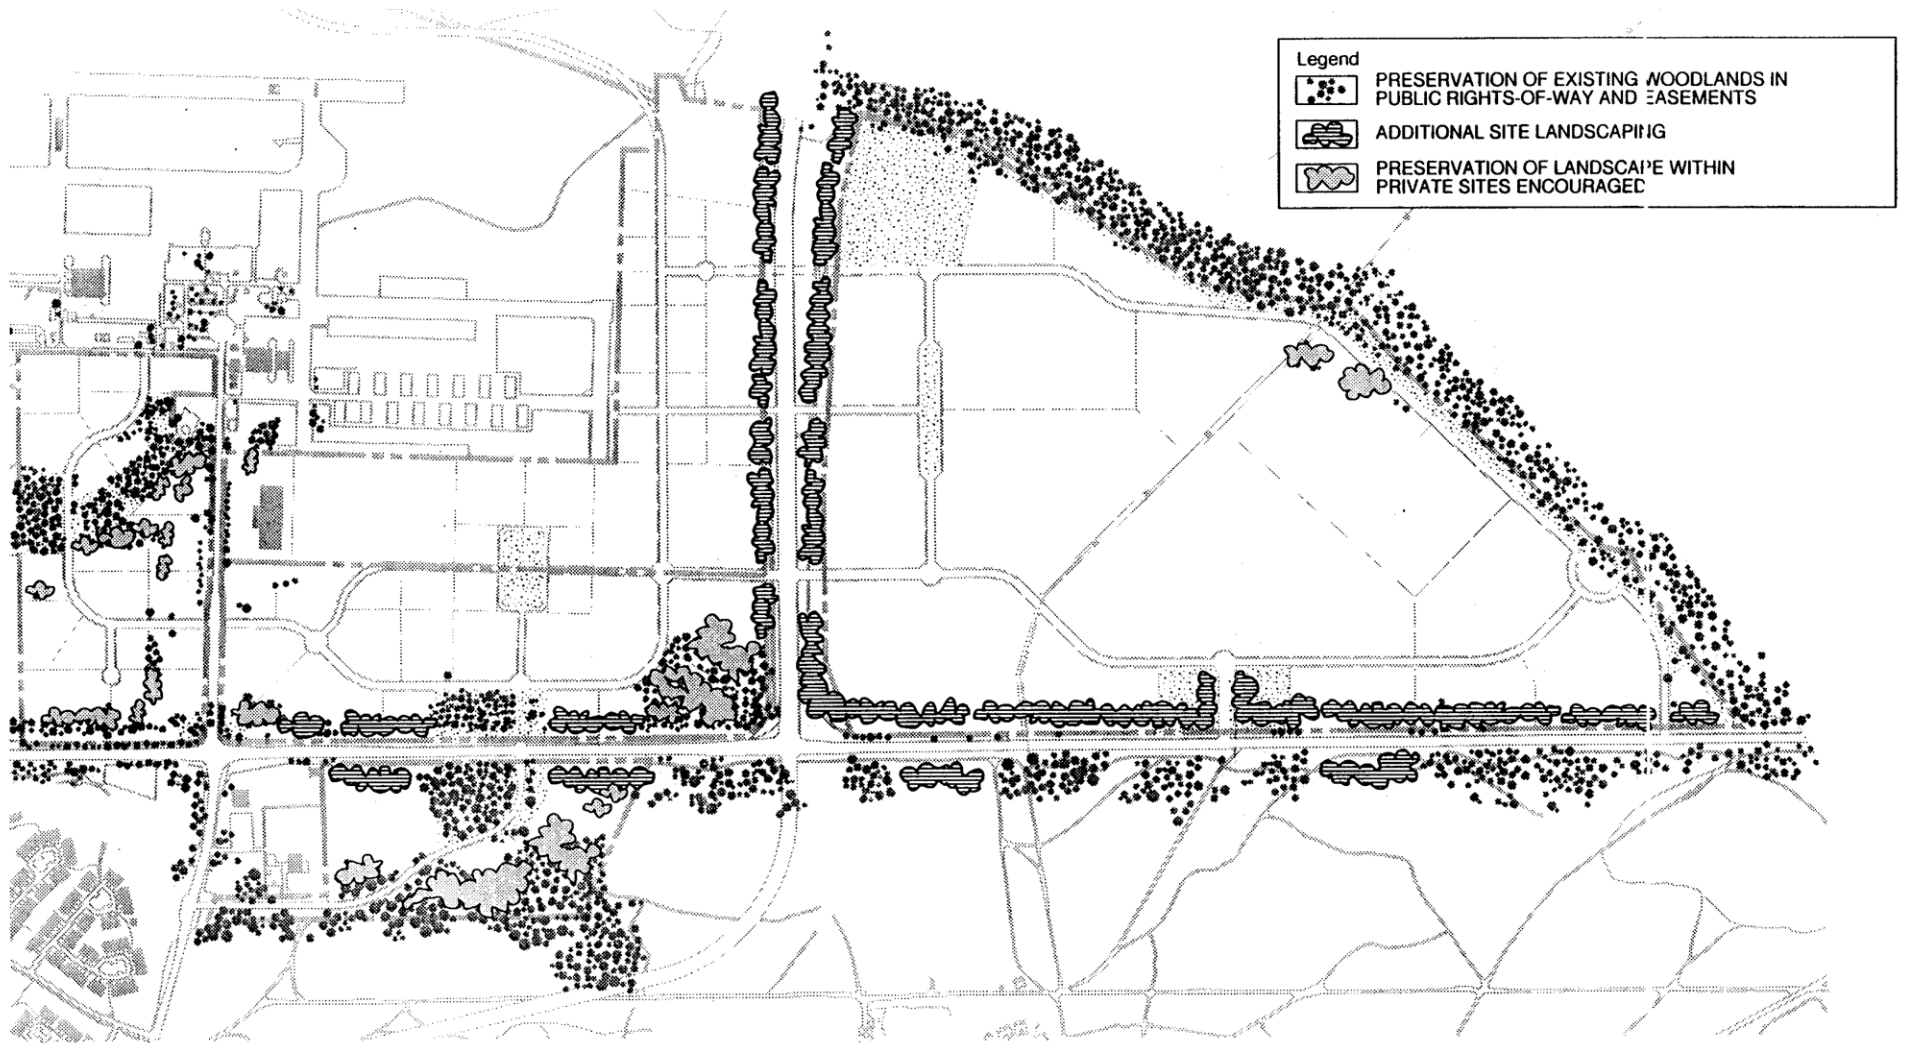 Legend
PRESERVATION OF EXISTING WOODLANDS IN
PUBLIC RIGHTS-OF-WAY AND EASEMENTS
ADDITIONAL SITE LANDSCAPING
PRESERVATION OF LANDSCAPE WITHIN
PRIVATE SITES ENCOURAGED